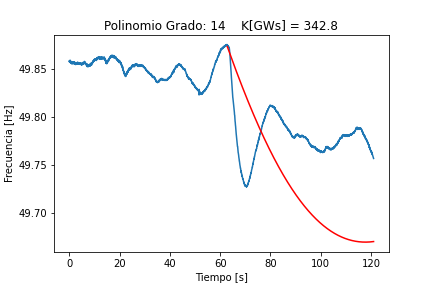 Polinomio Grado: 14    K[GWs] = 342.8
49.85
49.80
49.75
49.70
Frecuencia [Hz]
0 20 40 60 80 100 120
Tiempo [s]